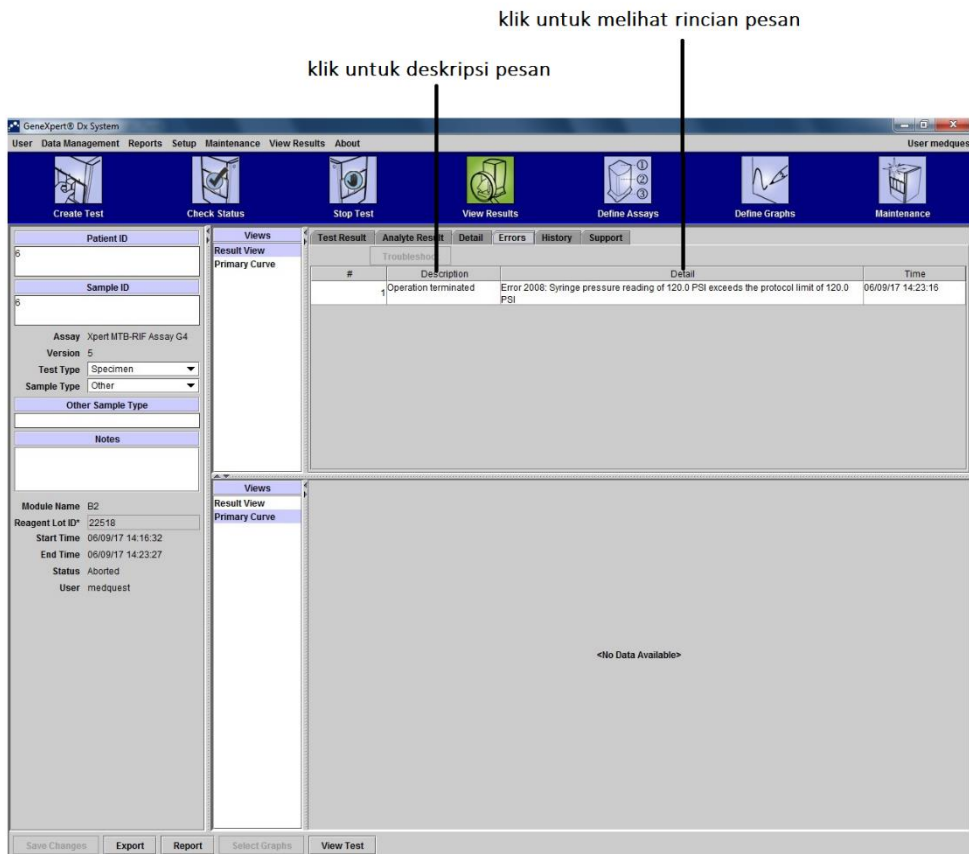 klik untuk melihat rincian pesan
klik untuk deskripsi pesan
GeneXpert® Dx System
User Data Management Reports Setup Maintenance View Results About User medques
Create Test Check Status Stop Test View Results Define Assays Define Graphs Maintenance
Patient ID
6
Sample ID
6
Assay Xpert MTB-RIF Assay G4
Version 5
Test Type Specimen
Sample Type Other
Other Sample Type
Notes
Module Name B2
Reagent Lot ID* 22518
Start Time 06/09/17 14:16:32
End Time 06/09/17 14:23:27
Status Aborted
User medquest
Views
Result View
Primary Curve
Test Result Analyte Result Detail Errors History Support
Troubleshoot
# Description Detail Time
1 Operation terminated Error 2008: Syringe pressure reading of 120.0 PSI exceeds the protocol limit of 120.0 06/09/17 14:23:16
PSI
Views
Result View
Primary Curve
<No Data Available>
Save Changes Export Report Select Graphs View Test